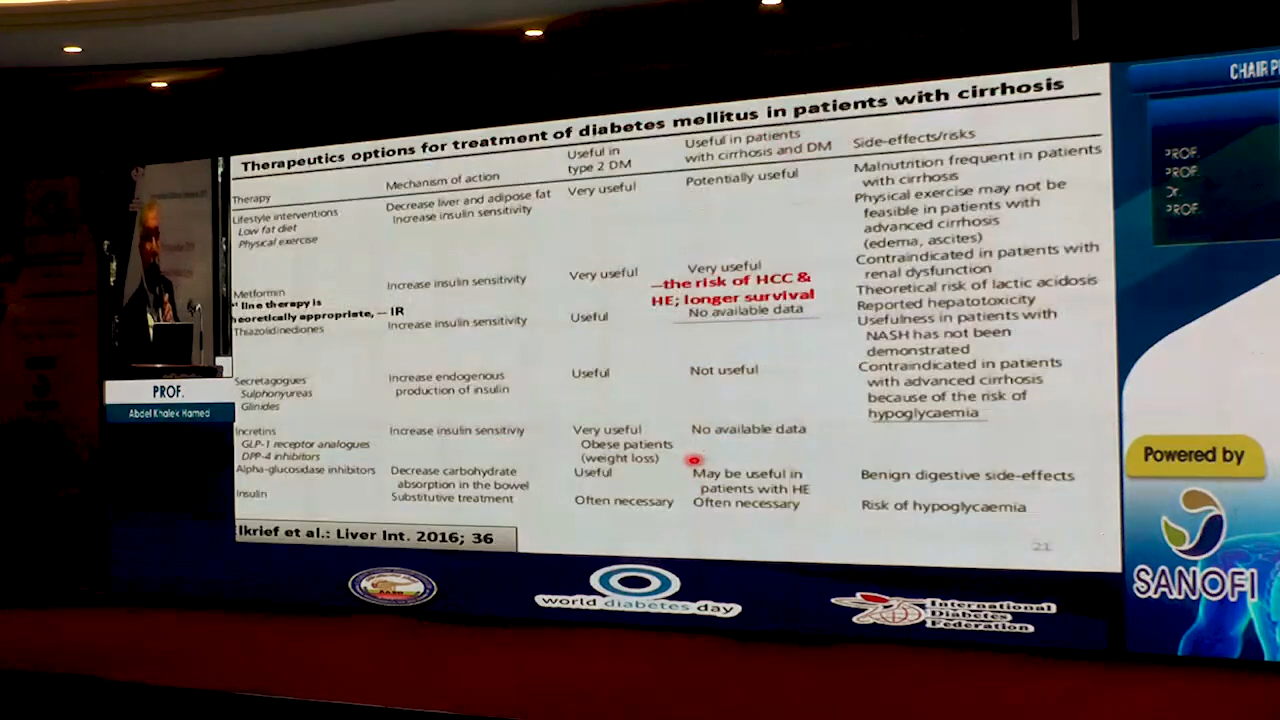 Therapeutics options for treatment of diabetes mellitus in patients with cirrhosis
Therapy
Mechanism of action
Useful in
type 2 DM
Useful in patients
with cirrhosis and DM
Side-effects/risks
Lifestyle interventions
Low fat diet
Physical exercise
Decrease liver and adipose fat
Increase insulin sensitivity
Very useful
Potentially useful
Malnutrition frequent in patients
with cirrhosis
Physical exercise may not be
feasible in patients with
advanced cirrhosis
(edema, ascites)
Metformin
line therapy is
heoretically appropriate, — IR
Increase insulin sensitivity
Very useful
Very useful
—the risk of HCC &
HE; longer survival
Contraindicated in patients with
renal dysfunction
Theoretical risk of lactic acidosis
Thiazolidinediones
Increase insulin sensitivity
Useful
No available data
Reported hepatotoxicity
Usefulness in patients with
NASH has not been
demonstrated
Secretagogues
Sulphonyureas
Glinides
Increase endogenous
production of insulin
Useful
Not useful
Contraindicated in patients
with advanced cirrhosis
because of the risk of
hypoglycaemia
Incretins
GLP-1 receptor analogues
DPP-4 inhibitors
Increase insulin sensitiviy
Very useful
Obese patients
(weight loss)
No available data
Alpha-glucosidase inhibitors
Decrease carbohydrate
absorption in the bowel
Useful
May be useful in
patients with HE
Benign digestive side-effects
Insulin
Substitutive treatment
Often necessary
Often necessary
Risk of hypoglycaemia
lkrief et al.: Liver Int. 2016; 36
21
PROF.
Abdel Khalek Hamed
world diabetes day
International
Diabetes
Federation
CHAIR P
PROF.
PROF.
Dr.
PROF.
Powered by
SANOFI